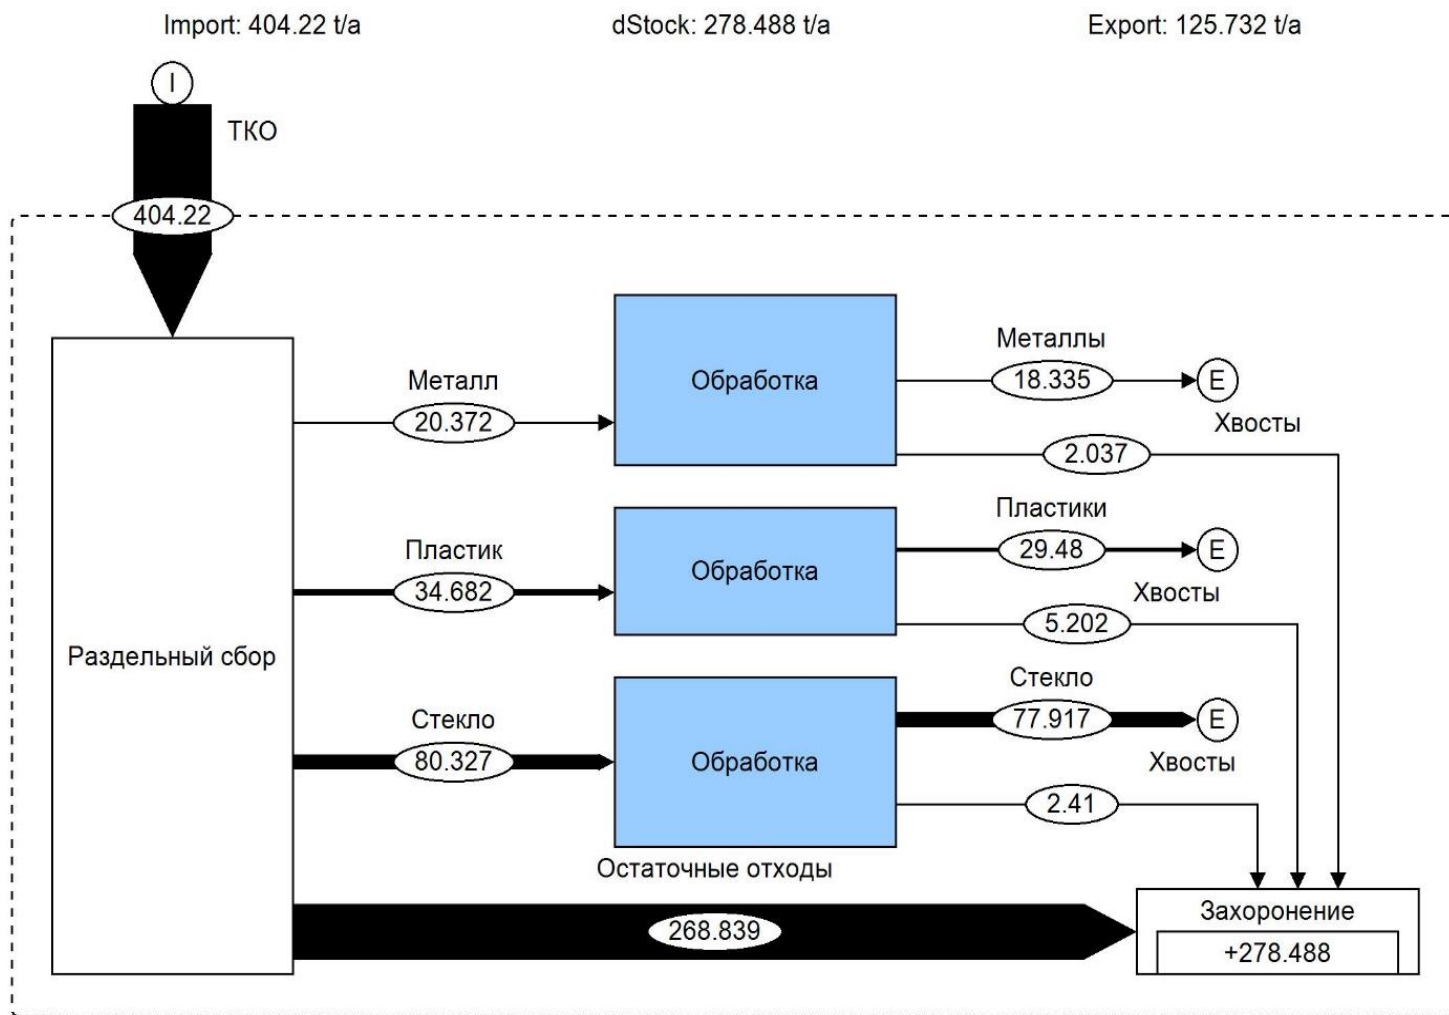 Import: 404.22 t/a
dStock: 278.488 t/a
Export: 125.732 t/a
I
ТКО
404.22
Раздельный сбор
Металл
20.372
Обработка
Металлы
18.335
E
Хвосты
2.037
Пластик
34.682
Обработка
Пластики
29.48
E
Хвосты
5.202
Стекло
80.327
Обработка
Стекло
77.917
E
Хвосты
2.41
Остаточные отходы
268.839
Захоронение
+278.488